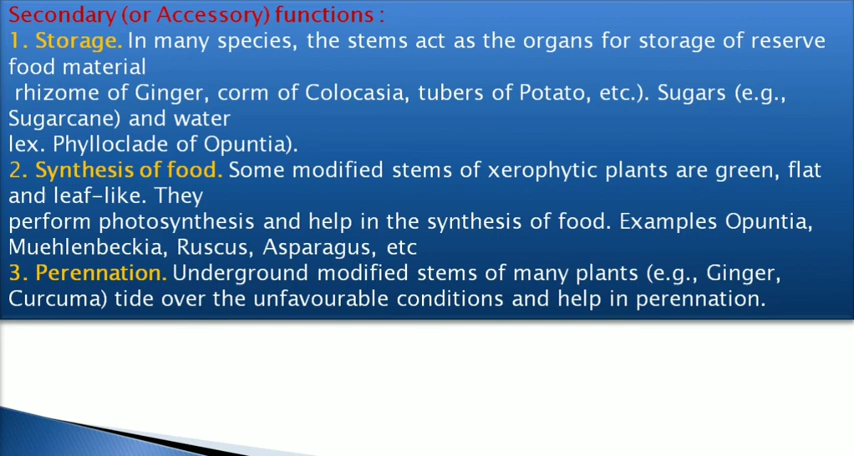 Secondary (or Accessory) functions :
1. Storage. In many species, the stems act as the organs for storage of reserve
food material
rhizome of Ginger, corm of Colocasia, tubers of Potato, etc.). Sugars (e.g.,
Sugarcane) and water
lex. Phylloclade of Opuntia).
2. Synthesis of food. Some modified stems of xerophytic plants are green, flat
and leaf-like. They
perform photosynthesis and help in the synthesis of food. Examples Opuntia,
Muehlenbeckia, Ruscus, Asparagus, etc
3. Perennation. Underground modified stems of many plants (e.g., Ginger,
Curcuma) tide over the unfavourable conditions and help in perennation.